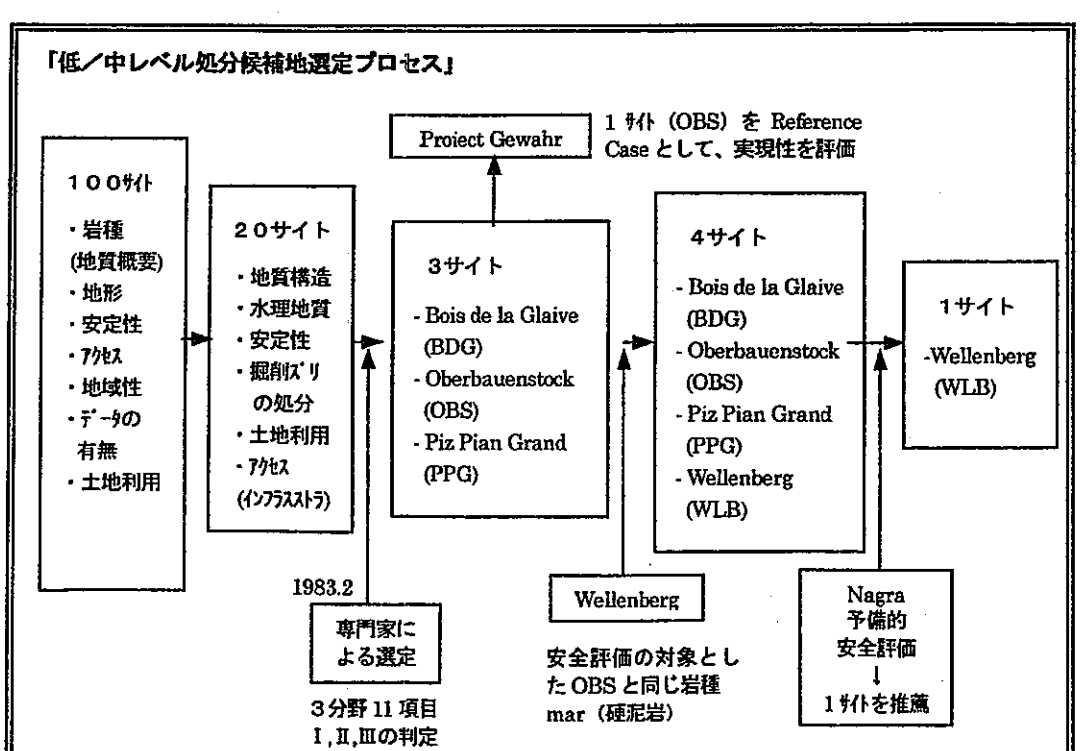 「低／中レベル処分候補地選定プロセス」
100ｻｲﾄ
・岩種
(地質概要)
・地形
・安定性
・ｱｸｾｽ
・地域性
・ﾃﾞｰﾀの
有無
・土地利用
20サイト
・地質構造
・水理地質
・安定性
・掘削ｽﾞﾘ
の処分
・土地利用
・ｱｸｾｽ
(ｲﾝﾌﾗｽﾄﾗ)
1983.2
専門家に
よる選定
3分野11項目
I,II,IIIの判定
Proiect Gewahr
1 ｻｲﾄ (OBS) を Reference
Case として、実現性を評価
3サイト
- Bois de la Glaive
(BDG)
- Oberbauenstock
(OBS)
- Piz Pian Grand
(PPG)
Wellenberg
安全評価の対象とし
た OBS と同じ岩種
mar（硬泥岩）
4サイト
- Bois de la Glaive
(BDG)
- Oberbauenstock
(OBS)
- Piz Pian Grand
(PPG)
- Wellenberg
(WLB)
Nagra
予備的
安全評価
↓
1ｻｲﾄを推薦
1サイト
-Wellenberg
(WLB)